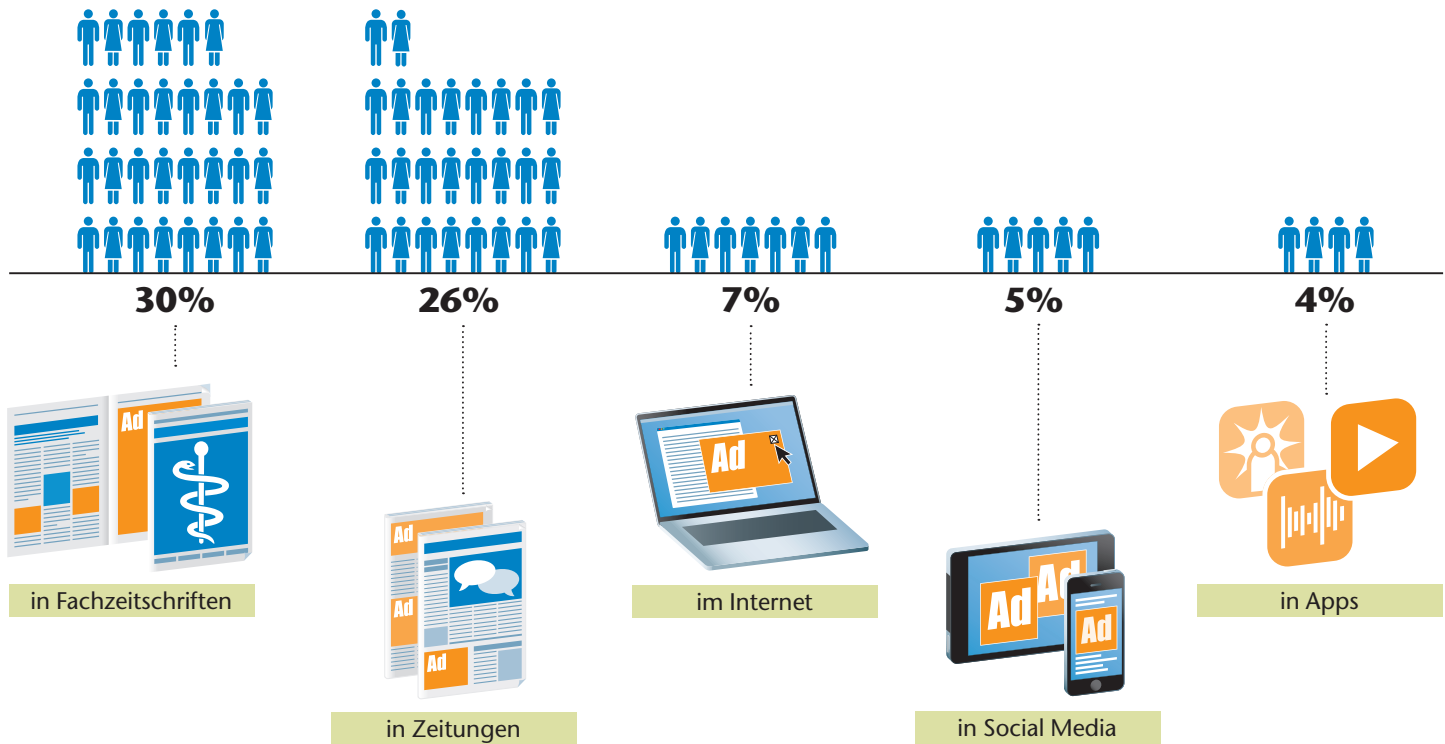 30%
26%
7%
5%
4%
Ad
Ad
Ad
Ad
Ad
Ad
Ad
Ad
in Fachzeitschriften
im Internet
in Apps
in Zeitungen
in Social Media